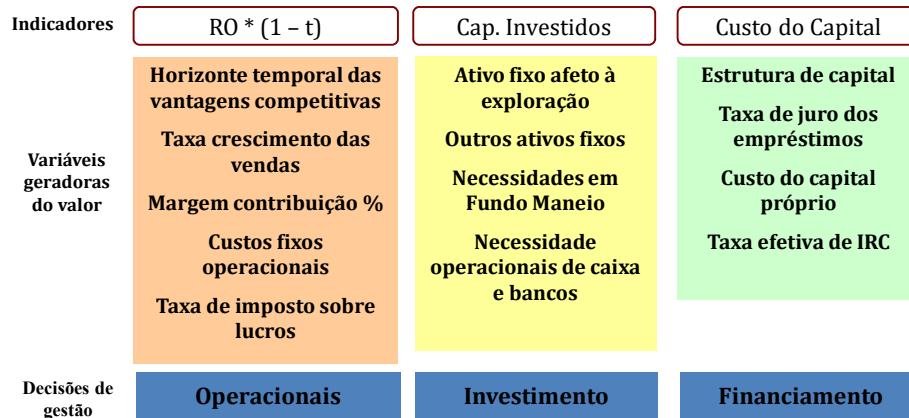 Indicadores
RO * (1 – t)
Cap. Investidos
Custo do Capital
Variáveis
geradoras
do valor
Horizonte temporal das
vantagens competitivas
Taxa crescimento das
vendas
Margem contribuição %
Custos fixos
operacionais
Taxa de imposto sobre
lucros
Ativo fixo afeto à
exploração
Outros ativos fixos
Necessidades em
Fundo Maneio
Necessidade
operacionais de caixa
e bancos
Estrutura de capital
Taxa de juro dos
empréstimos
Custo do capital
próprio
Taxa efetiva de IRC
Decisões de
gestão
Operacionais
Investimento
Financiamento